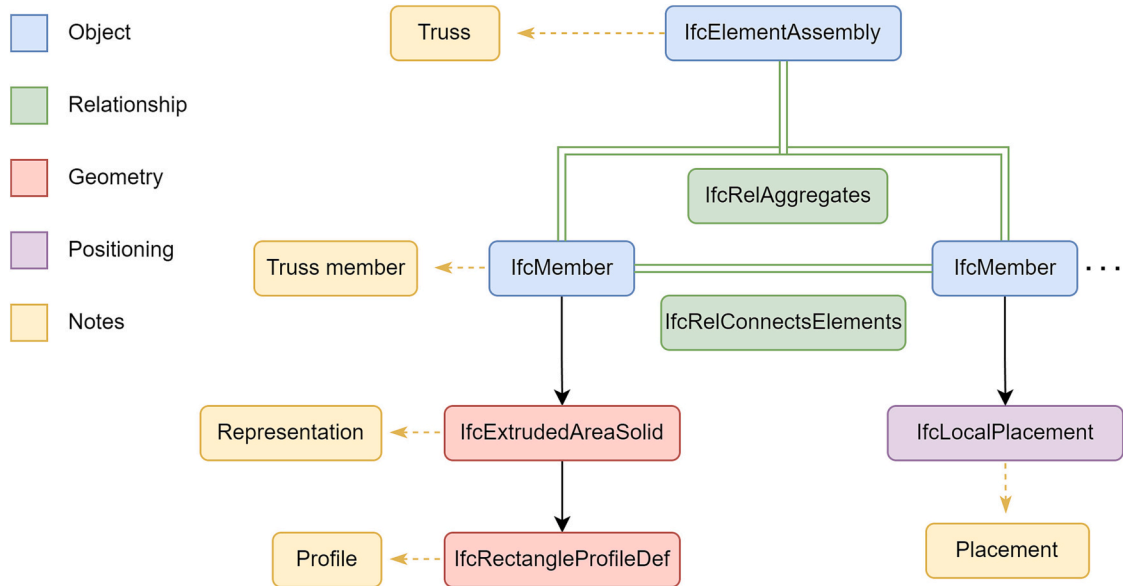 Object
Relationship
Geometry
Positioning
Notes
Truss
IfcElementAssembly
IfcRelAggregates
Truss member
IfcMember
IfcMember
...
IfcRelConnectsElements
Representation
IfcExtrudedAreaSolid
IfcLocalPlacement
Profile
IfcRectangleProfileDef
Placement